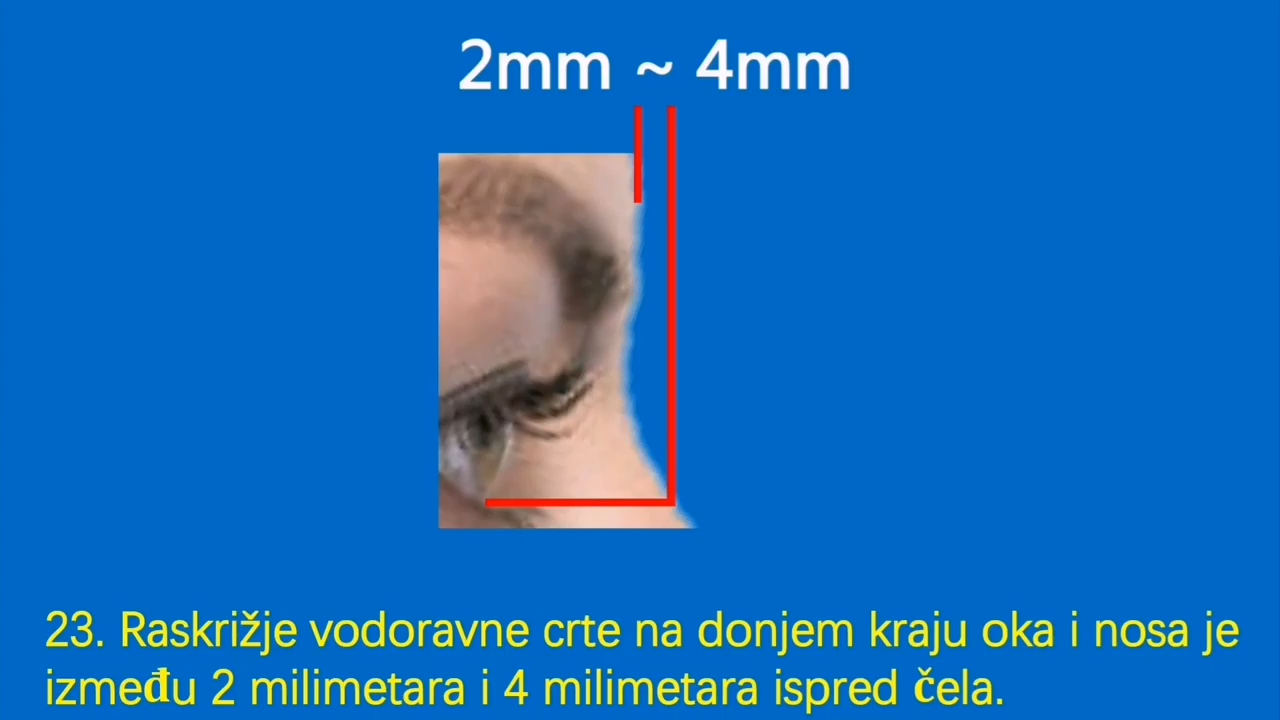 2mm ~ 4mm
23. Raskrižje vodoravne crte na donjem kraju oka i nosa je
između 2 milimetara i 4 milimetara ispred čela.